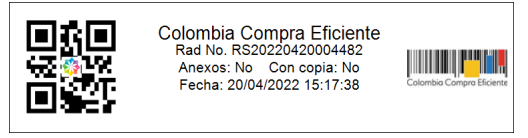 Colombia Compra Eficiente
Rad No. RS20220420004482
Anexos: No Con copia: No
Fecha: 20/04/2022 15:17:38
Colombia Compra Eficiente